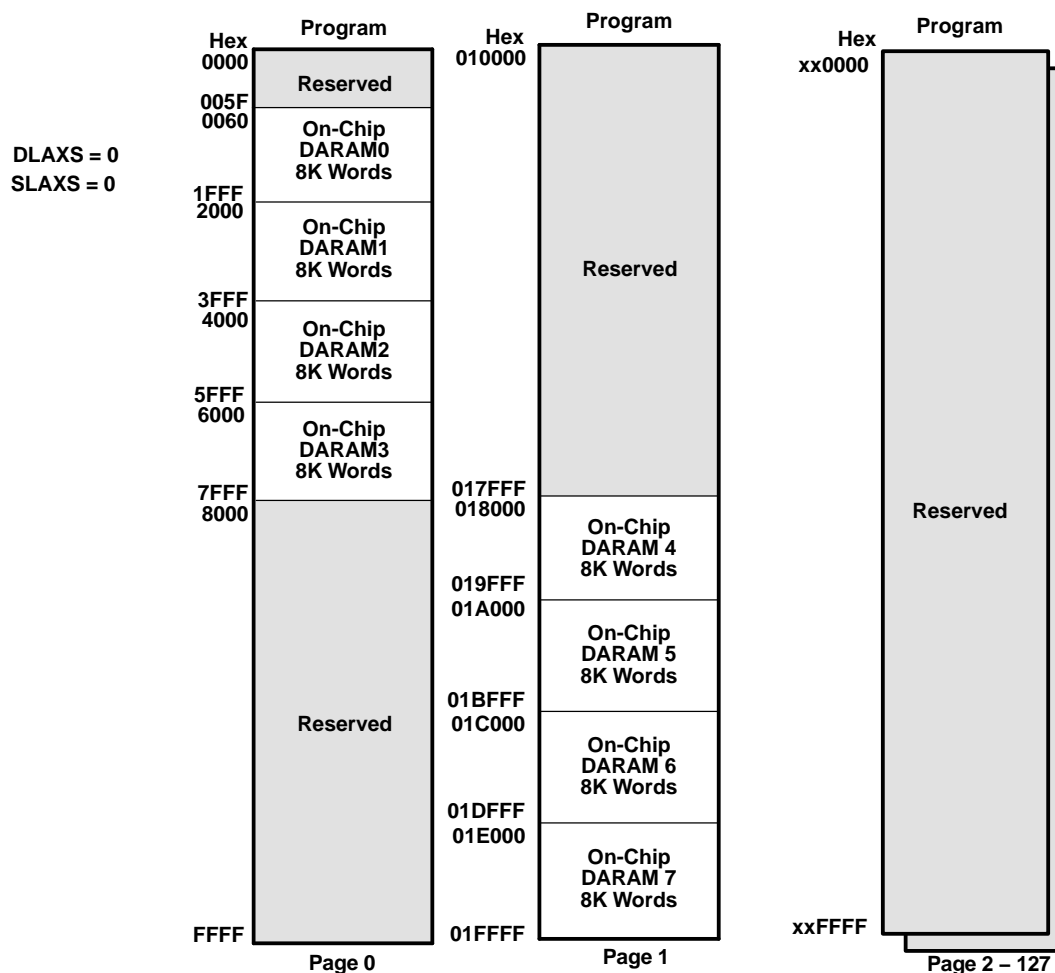 DLAXS = 0
SLAXS = 0
Program
Hex
0000
Reserved
005F
0060
On-Chip
DARAM0
8K Words
1FFF
2000
On-Chip
DARAM1
8K Words
3FFF
4000
On-Chip
DARAM2
8K Words
5FFF
6000
On-Chip
DARAM3
8K Words
7FFF
8000
Reserved
FFFF
Page 0
Program
Hex
010000
Reserved
017FFF
018000
On-Chip
DARAM 4
8K Words
019FFF
01A000
On-Chip
DARAM 5
8K Words
01BFFF
01C000
On-Chip
DARAM 6
8K Words
01DFFF
01E000
On-Chip
DARAM 7
8K Words
01FFFF
Page 1
Program
Hex
xx0000
Reserved
xxFFFF
Page 2 – 127